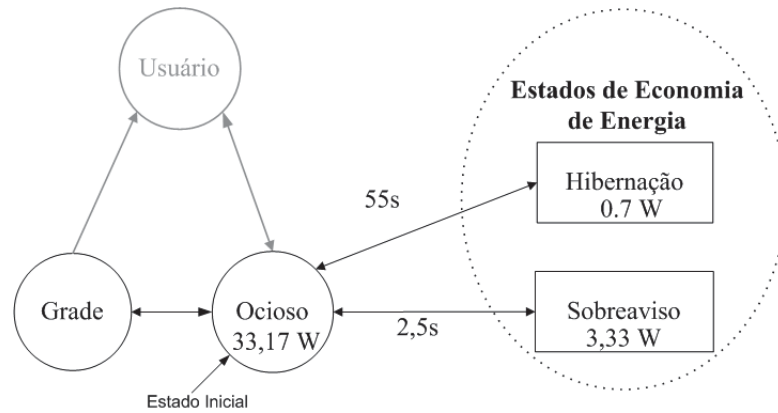 Usuário
Estados de Economia
de Energia
Hibernação
0.7 W
55s
Grade
Ocioso
33,17 W
2,5s
Sobreaviso
3,33 W
Estado Inicial